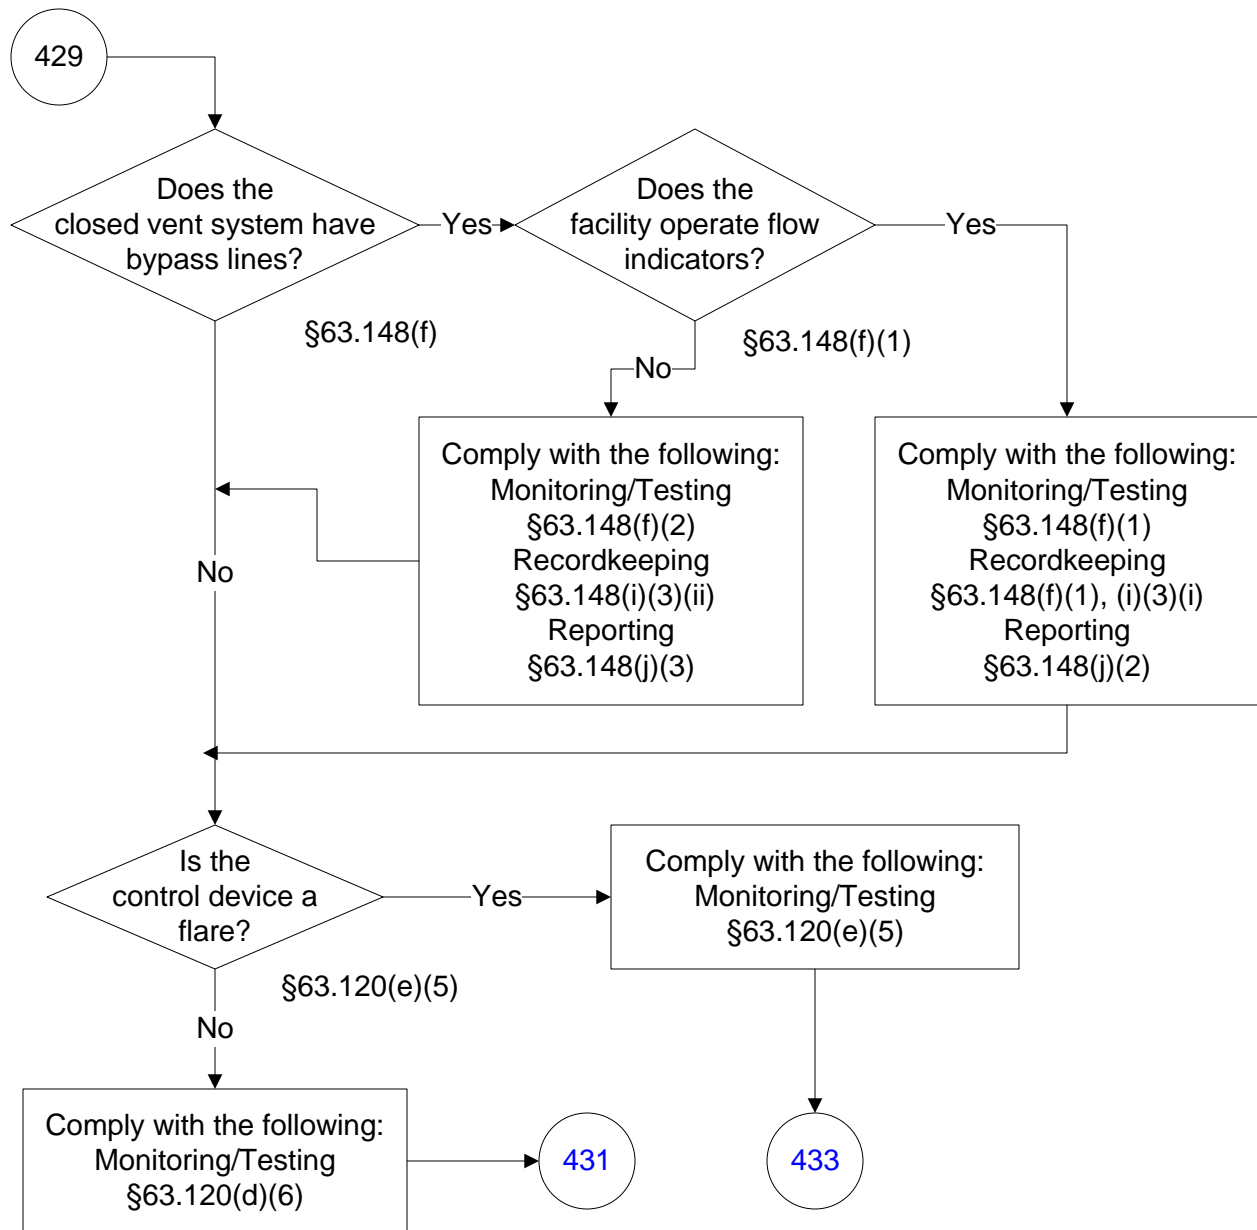 429
Does the
closed vent system have
bypass lines?
Yes
Does the
facility operate flow
indicators?
Yes
§63.148(f)
§63.148(f)(1)
No
Comply with the following:
Monitoring/Testing
§63.148(f)(2)
Recordkeeping
§63.148(i)(3)(ii)
Reporting
§63.148(j)(3)
Comply with the following:
Monitoring/Testing
§63.148(f)(1)
Recordkeeping
§63.148(f)(1), (i)(3)(i)
Reporting
§63.148(j)(2)
No
Is the
control device a
flare?
Yes
Comply with the following:
Monitoring/Testing
§63.120(e)(5)
§63.120(e)(5)
No
Comply with the following:
Monitoring/Testing
§63.120(d)(6)
431
433